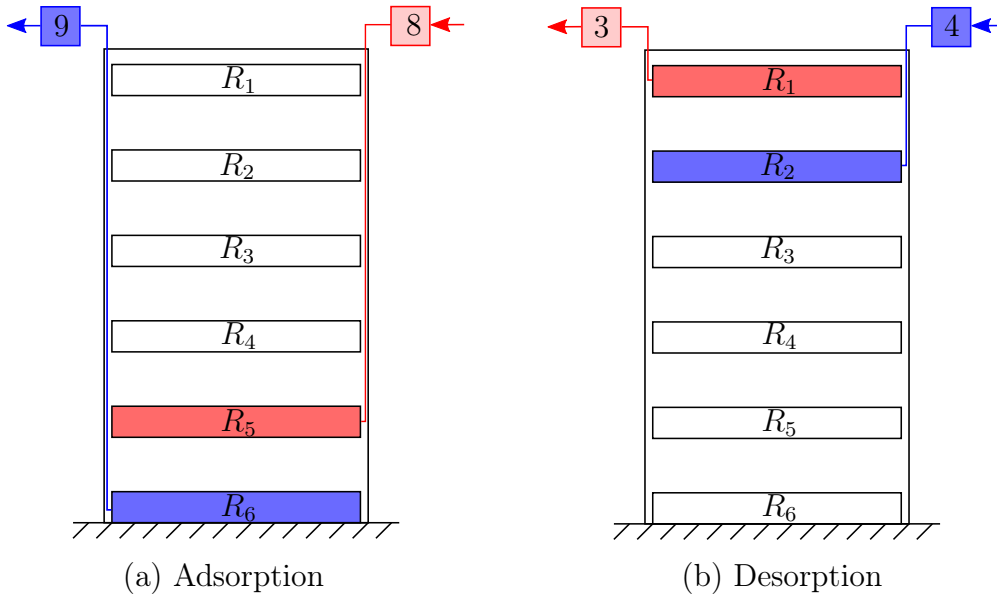 9
8
R1
R2
R3
R4
R5
R6
(a) Adsorption
3
4
R1
R2
R3
R4
R5
R6
(b) Desorption